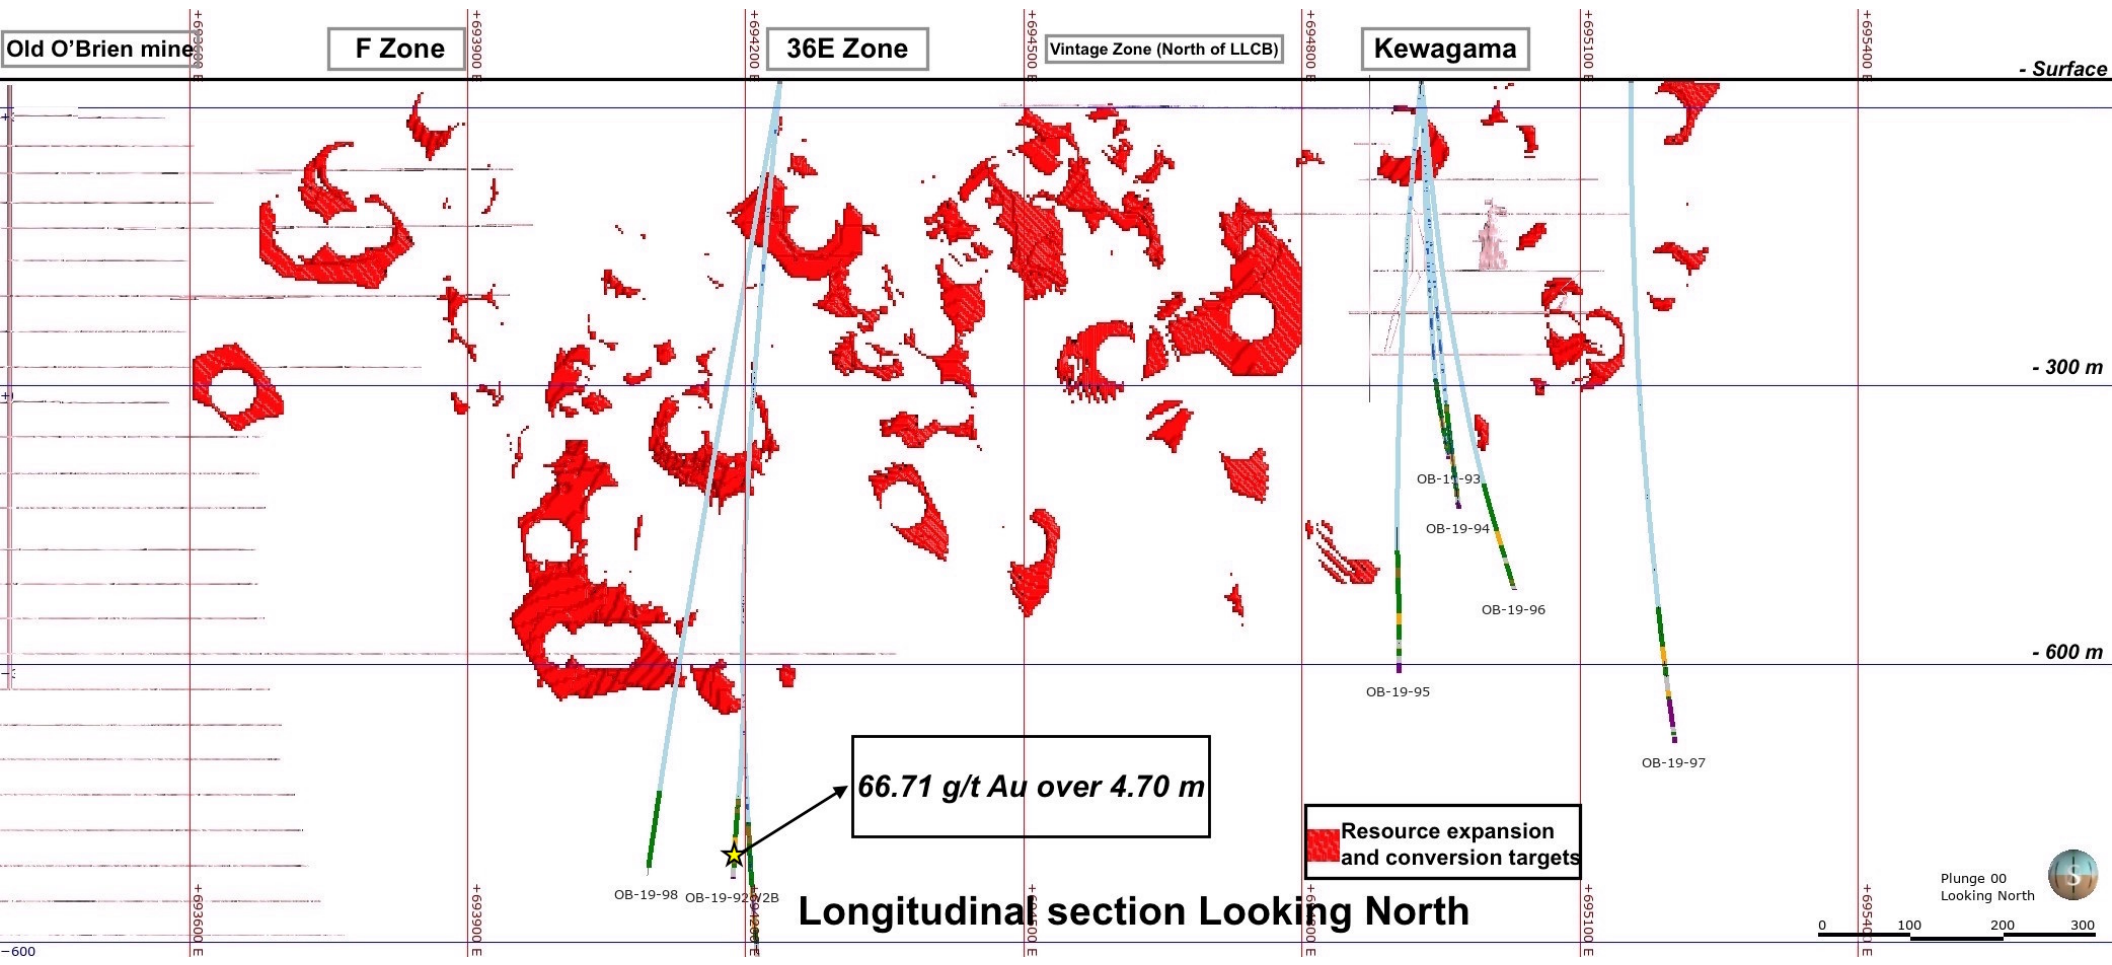 Old O'Brien mine
F Zone
36E Zone
Vintage Zone (North of LLCB)
Kewagama
+693900 E
+694200 E
+694500 E
+694800 E
+695100 E
+695400 E
- Surface
- 300 m
- 600 m
OB-19-94
OB-19-96
OB-19-95
OB-19-97
66.71 g/t Au over 4.70 m
Resource expansion
and conversion targets
OB-19-98
Plunge 00
Looking North
S
0 100 200 300
Longitudinal section Looking North
+693600 E
+693900 E
−600